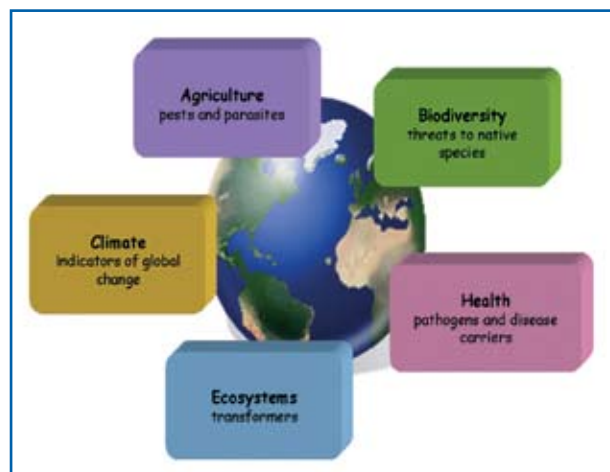 Agriculture
pests and parasites
Biodiversity
threats to native
species
Climate
indicators of global
change
Health
pathogens and disease
carriers
Ecosystems
transformers